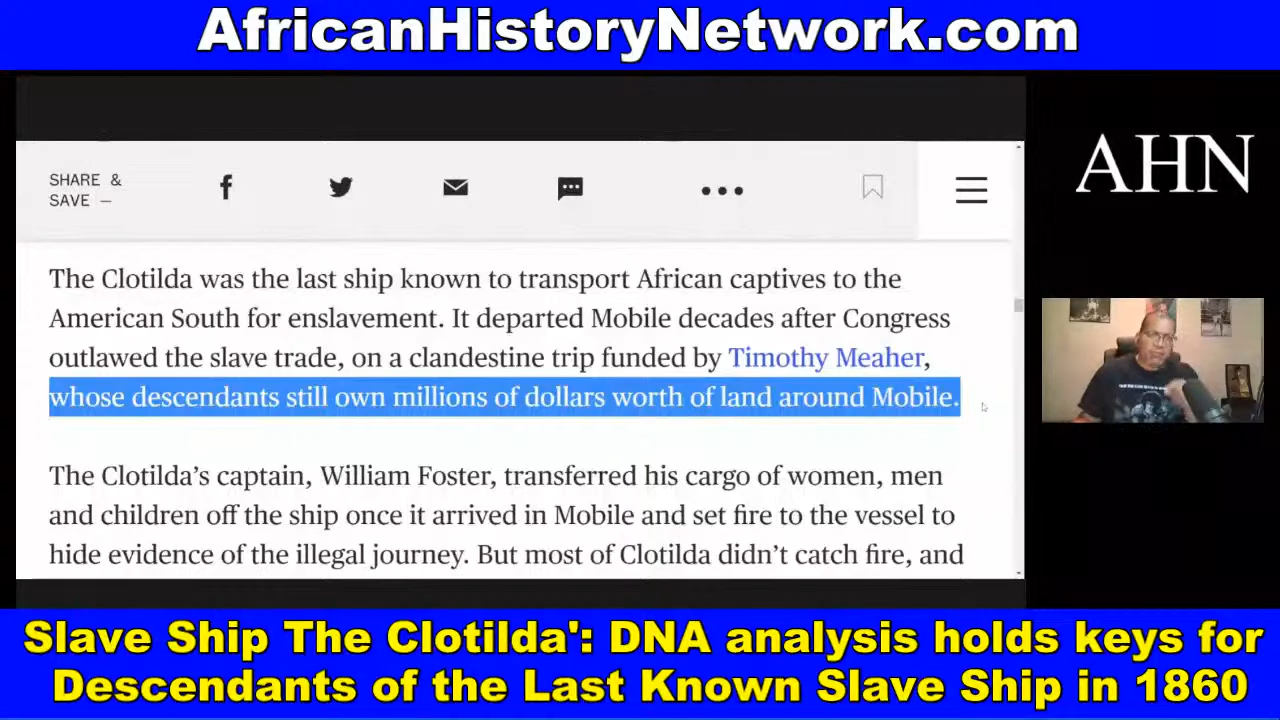 AfricanHistoryNetwork.com
SHARE &
SAVE —
AHN
The Clotilda was the last ship known to transport African captives to the
American South for enslavement. It departed Mobile decades after Congress
outlawed the slave trade, on a clandestine trip funded by Timothy Meaher,
whose descendants still own millions of dollars worth of land around Mobile.
The Clotilda’s captain, William Foster, transferred his cargo of women, men
and children off the ship once it arrived in Mobile and set fire to the vessel to
hide evidence of the illegal journey. But most of Clotilda didn’t catch fire, and
Slave Ship The Clotilda': DNA analysis holds keys for
Descendants of the Last Known Slave Ship in 1860